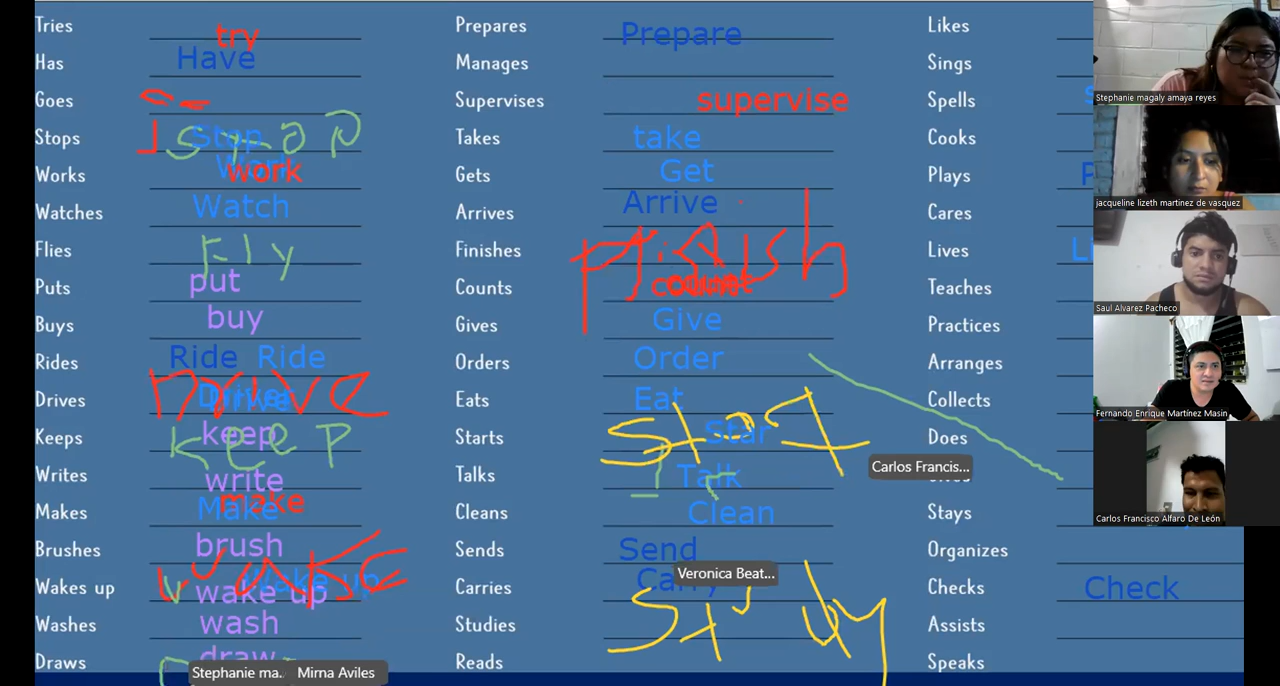 Tries try Prepares Prepare Likes
Has Have Manages Sings
Goes Supervises supervise Spells
Stops Stop Takes take Cooks
Works work Gets Get Plays
Watches Watch Arrives Arrive Cares
Flies Fly Finishes Lives
Puts put Counts Teaches
Buys buy Gives Give Practices
Rides Ride Ride Orders Order Arranges
Drives Drive Eats Eat Collects
Keeps keep Keep Starts Star Start Does
Carlos Francis...
Writes write Talks Talk
Makes Make make Cleans Clean Stays
Brushes brush Sends Send Organizes
Veronica Beat...
Wakes up wake up Wake up Carries Carry Checks Check
Washes wash Studies Study Assists
Draws draw Reads Speaks
Stephanie ma... Mirna Aviles
Stephanie magaly amaya reyes
jacqueline lizeth martinez de vasquez
Saul Alvarez Pacheco
Fernando Enrique Martínez Masin
Carlos Francisco Alfaro De León